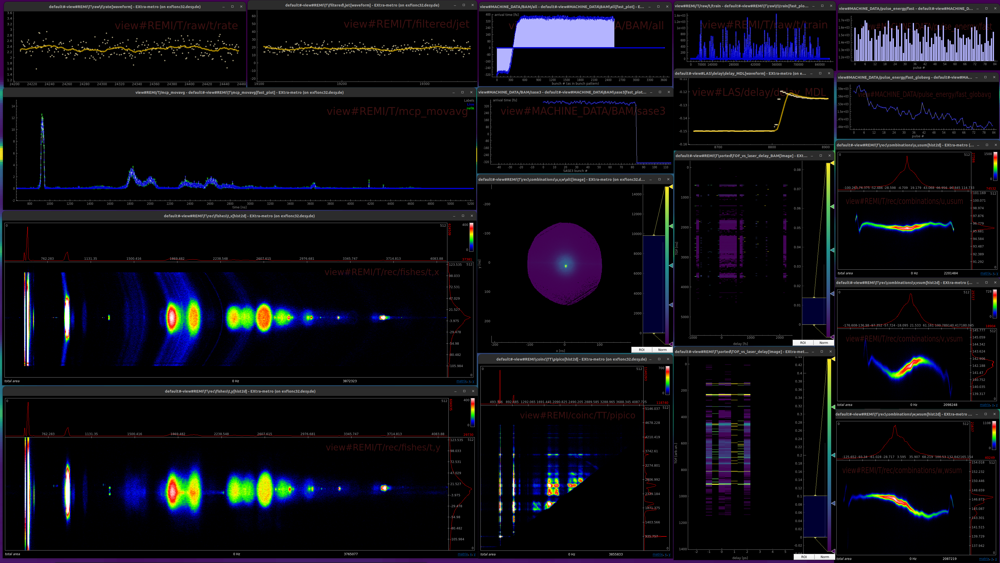 default#-view#REMI\T\raw\t\rate[waveform] - EXtra-metro (on exflonc32.desy.de)
view#REMI/T/raw/t/rate
3.6
3.4
3.2
3
2.8
2.6
2.4
2.2
2
1.8
1.6
1.4
1.2
24200 24220 24240 24260 24280 24300 24320 24340 24360 24380 24400 24420 24440
default#-view#REMI\T\filtered\jet[waveform] - EXtra-metro (on exflonc32.desy.de)
view#REMI/T/filtered/jet
60
50
40
30
20
10
0
-10
-20
19100 19200 19300
view#MACHINE_DATA/BAM/all - default#-view#MACHINE_DATA\BAM\all[fast_plot] - E...
arrival time [fs]
A/BAM/all
400
320
240
160
80
0
-80
-160
-240
-320
0 300 600 900 1200 1500 1800 2100 2400 2700 3000 3300 3600
bunch # (as in bunch pattern)
view#REMI/T/raw/t/train - default#-view#REMI\T\raw\t\train[fast_plo...
view#REMI/T/raw/t/train
1.4e+03
1.2e+03
1e+03
800
600
400
200
0
0 70000 140000 280000 420000 560000 700000 840000
view#MACHINE_DATA/pulse_energy/fast - default#-view#MACHINE_D...
view#MACHINE_DATA/pulse_energy/fast
1.7e+03
1.6e+03
1.5e+03
1.4e+03
1.3e+03
1.2e+03
0 6 12 18 24 30 36 42 48 54 60 66 72 78 84
pulse #
view#REMI/T/mcp_movavg - default#-view#REMI\T\mcp_movavg[fast_plot] - EXtra-metro (on exflonc32.desy.de)
view#REMI/T/mcp_movavg
Labels
refA
14
12
10
8
6
4
2
0
-2
800 1000 1200 1400 1600 1800 2000 2200 2400 2600 2800 3000 3200 3400 3600 3800 4000 4200 4400 4600 4800 5000 5200
time [ns]
view#MACHINE_DATA/BAM/sase3 - default#-view#MACHINE_DATA\BAM\sase3[fast_plot...
arrival time [fs]
view#MACHINE_DATA/BAM/sase3
320
240
160
80
0
-80
-160
-240
-320
-40 -30 -20 -10 0 10 20 30 40 50 60 70 80 90 100 110
SASE3 bunch #
default#-view#LAS\delay\delay_MDL[waveform] - EXtra-metro (on e...
view#LAS/delay/delay_MDL
-0.11
-0.12
-0.13
-0.14
-0.15
-0.16
8700 8800 8900
view#MACHINE_DATA/pulse_energy/fast_globavg - default#-view#MA...
view#MACHINE_DATA/pulse_energy/fast_globavg
.59e+03
.56e+03
.53e+03
1.5e+03
.47e+03
.44e+03
0 6 12 18 24 30 36 42 48 54 60 66 72 78 84
pulse #
default#-view#REMI\T\rec\fishes\t,x[hist2d] - EXtra-metro (on exflonc32.desy.de)
0 512
400
0
762.283 1131.35 1500.416 1869.482 2238.548 2607.615 2976.681 3345.747 3714.813 4083.88
37381
view#REMI/T/rec/fishes/t,x
123.535 512
98.033
72.531
47.029
21.527
-3.975
-29.478
-54.98
-80.482
-105.984
0
total area 0 Hz 3872323 matrix, x, y
default#-view#REMI\T\rec\fishes\t,y[hist2d] - EXtra-metro (on exflonc32.desy.de)
0 512
604935
400
0
762.283 1131.35 1500.416 1869.482 2238.548 2607.615 2976.681 3345.747 3714.813 4083.88
29730
view#REMI/T/rec/fishes/t,y
123.535 512
98.033
72.531
47.029
21.527
-3.975
-29.478
-54.98
-80.482
-105.984
0
total area 0 Hz 3765077 matrix, x, y
default#-view#REMI\T\rec\combinations\u,v,w\alt[image] - EXtra-metro (on exflonc32.d...
-200
-100
0
100
200
y [ns]
-200 -100 0 100
x [ns]
14000
12000
10000
8000
6000
4000
2000
0
ROI Norm
default#-view#REMI\coinc\TT\pipico[hist2d] - EXtra-metro (on exflonc32.desy.de)
0 512
1140293
700
0
493.306 892.685 1292.065 1691.445 2090.825 2490.205 2889.585 3288.965 3688.345 4087.725
118740
view#REMI/coinc/TT/pipico
5146.037 512
4678.228
4210.419
3742.61
3274.801
2806.992
2339.184
1871.375
1403.566
935.757
0
total area 0 Hz 3855833 matrix, x, y
default#-view#REMI\T\sorted\TOF_vs_laser_delay_BAM[image] - EXt...
0
1000
2000
3000
4000
5000
TOF [ns]
-1000 0 1000 2000
delay [fs]
0.08
0.07
0.06
0.05
0.04
0.03
0.02
0.01
0
ROI Norm
default#-view#REMI\T\sorted\TOF_vs_laser_delay[image] - EXtra-met...
0
200
400
600
800
1000
1200
1400
TOF [arb.un.]
-2 -1 0 1 2 3 4 5
delay [ps]
0.44
0.42
0.4
0.38
0.36
0.34
0.32
0.3
0.28
0.26
0.24
0.22
0.2
0.18
0.16
0.14
0.12
0.1
0.08
0.06
0.04
0.02
0
-0.02
ROI Norm
default#-view#REMI\T\rec\combinations\u,usum[hist2d] - EXtra-metro (...
0 512
27386
1500
0
-100.263 -76.375 -52.486 -28.598 -4.709 19.179 43.068 66.956 90.845 114.733
74532
view#REMI/T/rec/combinations/u,usum
101.169 512
100.071
98.974
97.876
96.779
95.681
94.584
93.487
92.389
91.292
0
total area 0 Hz 2201484 matrix, x, y
default#-view#REMI\T\rec\combinations\v,vsum[hist2d] - EXtra-metro (...
0 512
25727
728
0
-176.608 -136.98 -97.352 -57.724 -18.095 21.533 61.161 100.789 140.417 180.045
18904
view#REMI/T/rec/combinations/v,vsum
145.777 512
145.059
144.342
143.624
142.906
142.188
141.47
140.752
140.035
139.317
0
total area 0 Hz 2098248 matrix, x, y
default#-view#REMI\T\rec\combinations\w,wsum[hist2d] - EXtra-metro ...
0 512
21637
1108
0
-125.652 -93.34 -61.028 -28.717 3.595 35.907 68.219 100.53 132.842 165.154
40249
view#REMI/T/rec/combinations/w,wsum
154.018 512
152.232
150.446
148.659
146.873
145.087
143.301
141.515
139.729
137.942
0
total area 0 Hz 2087219 matrix, x, y